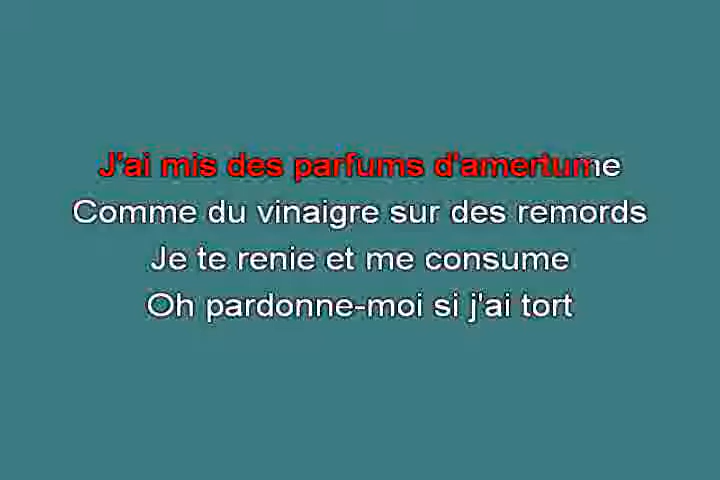 J'ai mis des parfums d'amertume
Comme du vinaigre sur des remords
Je te renie et me consume
Oh pardonne-moi si j'ai tort